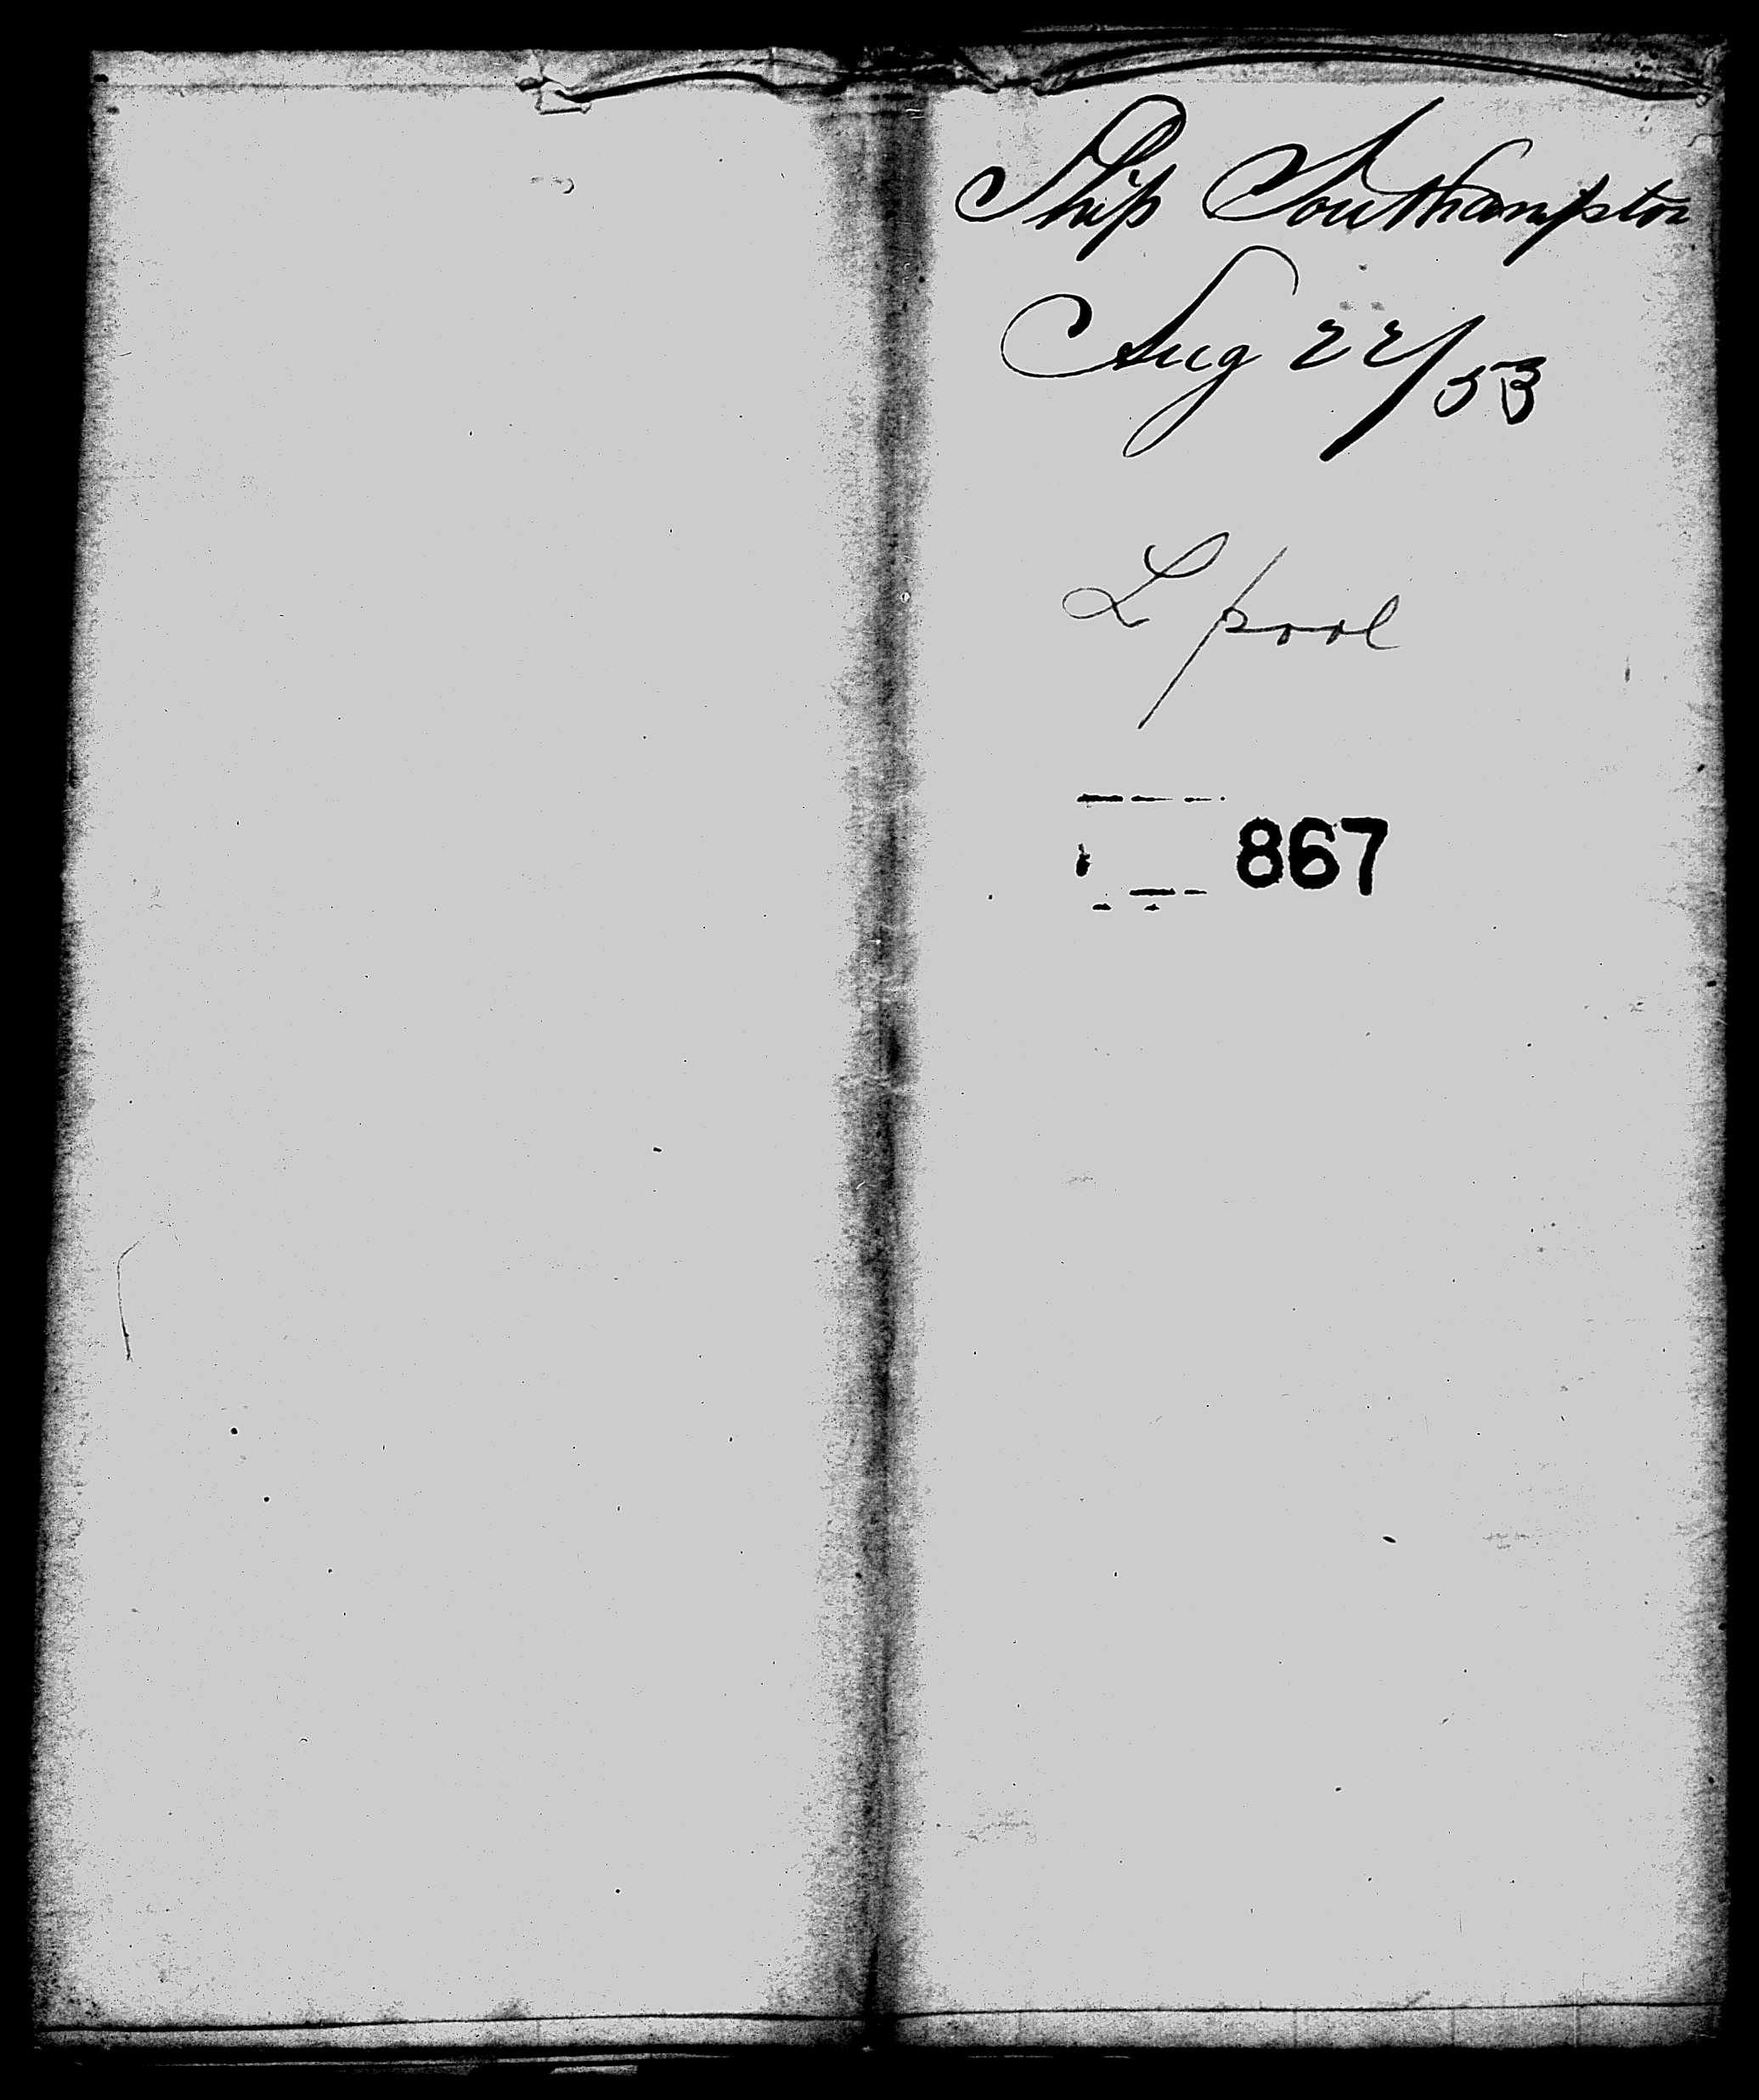 Ship Southampton
Aug 22/53
L pool
867